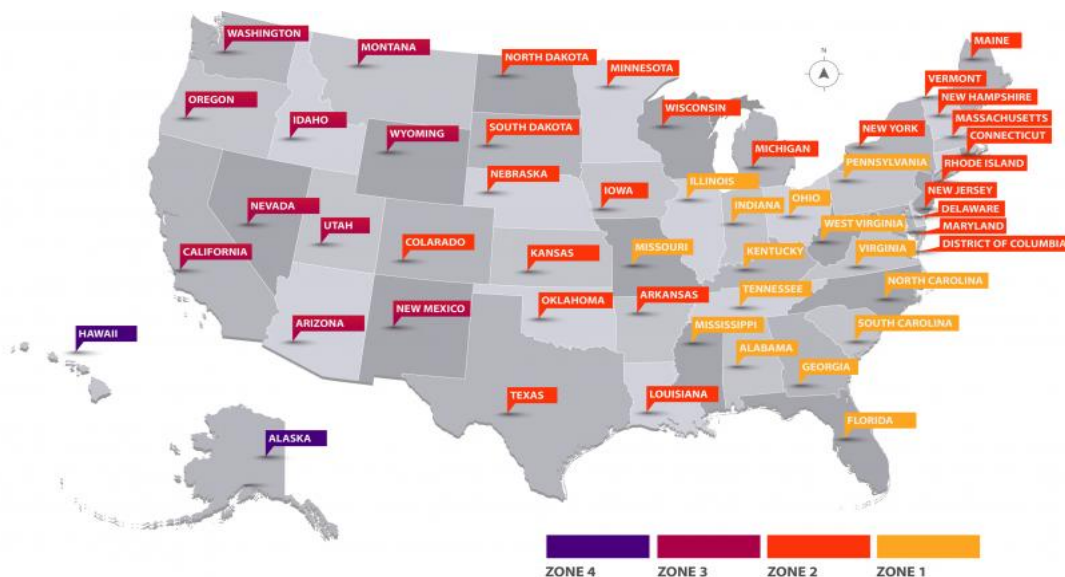 WASHINGTON
MONTANA
NORTH DAKOTA
MINNESOTA
MAINE
N
VERMONT
NEW HAMPSHIRE
MASSACHUSETTS
CONNECTICUT
OREGON
IDAHO
WYOMING
SOUTH DAKOTA
WISCONSIN
NEW YORK
MICHIGAN
PENNSYLVANIA
RHODE ISLAND
NEBRASKA
IOWA
ILLINOIS
INDIANA
OHIO
NEW JERSEY
DELAWARE
NEVADA
UTAH
COLARADO
KANSAS
MISSOURI
KENTUCKY
WEST VIRGINIA
VIRGINIA
MARYLAND
DISTRICT OF COLUMBIA
CALIFORNIA
ARIZONA
NEW MEXICO
OKLAHOMA
ARKANSAS
TENNESSEE
NORTH CAROLINA
HAWAII
MISSISSIPPI
ALABAMA
SOUTH CAROLINA
GEORGIA
TEXAS
LOUISIANA
FLORIDA
ALASKA
ZONE 4
ZONE 3
ZONE 2
ZONE 1